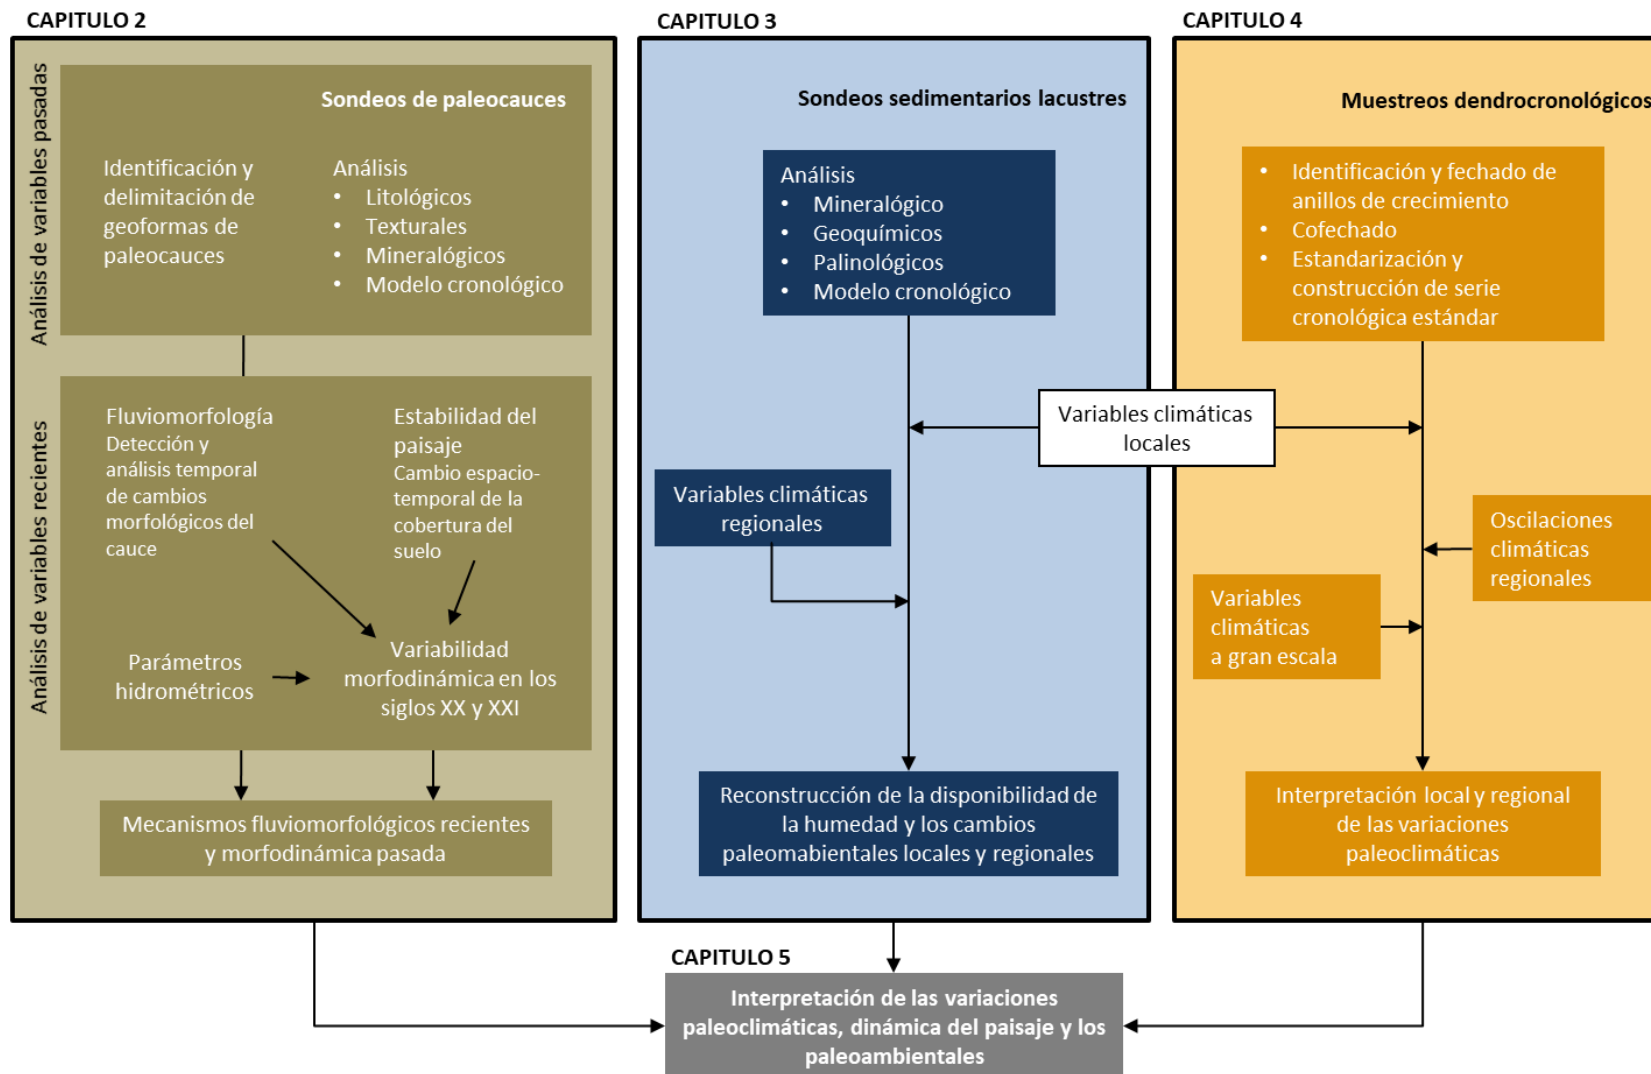 CAPITULO 2
Análisis de variables pasadas
Sondeos de paleocauces
Identificación y
delimitación de
geoformas de
paleocauces
Análisis
• Litológicos
• Texturales
• Mineralógicos
• Modelo cronológico
Análisis de variables recientes
Fluviomorfología
Detección y
análisis temporal
de cambios
morfológicos del
cauce
Estabilidad del
paisaje
Cambio espacio-
temporal de la
cobertura del
suelo
Parámetros
hidrométricos
Variabilidad
morfodinámica en los
siglos XX y XXI
Mecanismos fluviomorfológicos recientes
y morfodinámica pasada
CAPITULO 3
Sondeos sedimentarios lacustres
Análisis
• Mineralógico
• Geoquímicos
• Palinológicos
• Modelo cronológico
Variables climáticas
locales
Variables climáticas
regionales
Reconstrucción de la disponibilidad de
la humedad y los cambios
paleomabientales locales y regionales
CAPITULO 4
Muestreos dendrocronológicos
• Identificación y fechado de
anillos de crecimiento
• Cofechado
• Estandarización y
construcción de serie
cronológica estándar
Oscilaciones
climáticas
regionales
Variables
climáticas
a gran escala
Interpretación local y regional
de las variaciones
paleoclimáticas
CAPITULO 5
Interpretación de las variaciones
paleoclimáticas, dinámica del paisaje y los
paleoambientales